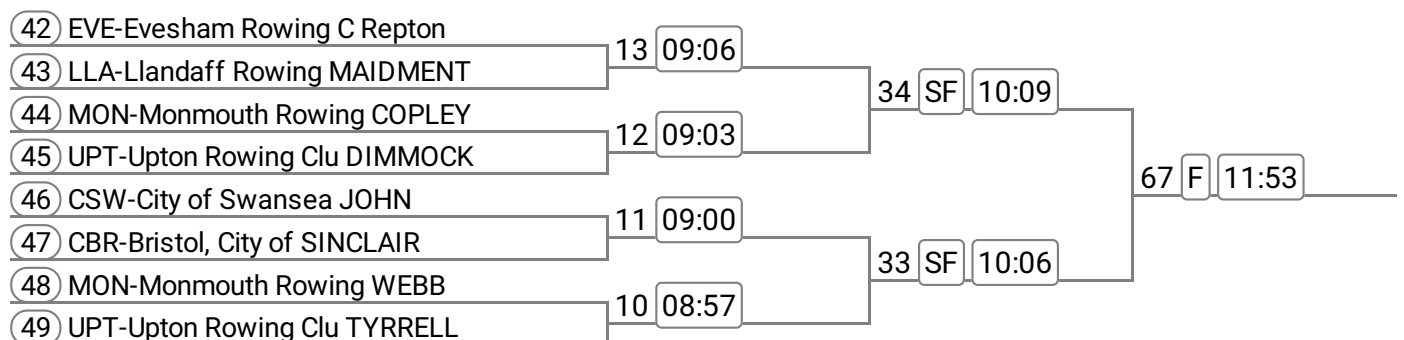 42 EVE-Evesham Rowing C Repton
13 09:06
43 LLA-Llandaff Rowing MAIDMENT
34 SF 10:09
44 MON-Monmouth Rowing COPLEY
12 09:03
45 UPT-Upton Rowing Clu DIMMOCK
67 F 11:53
46 CSW-City of Swansea JOHN
11 09:00
47 CBR-Bristol, City of SINCLAIR
33 SF 10:06
48 MON-Monmouth Rowing WEBB
10 08:57
49 UPT-Upton Rowing Clu TYRRELL